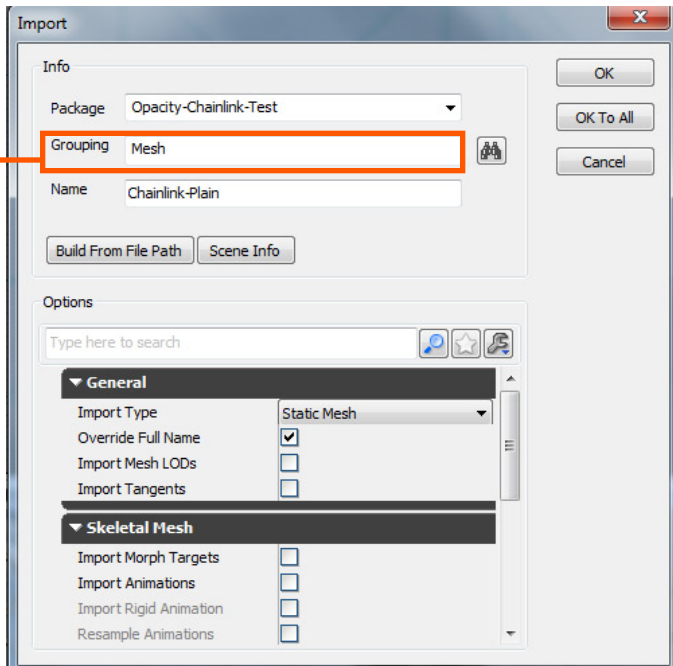 Import
Info
Package Opacity-Chainlink-Test
Grouping Mesh
Name Chainlink-Plain
Build From File Path Scene Info
OK
OK To All
Cancel
Options
Type here to search
General
Import Type Static Mesh
Override Full Name
Import Mesh LODs
Import Tangents
Skeletal Mesh
Import Morph Targets
Import Animations
Import Rigid Animation
Resample Animations